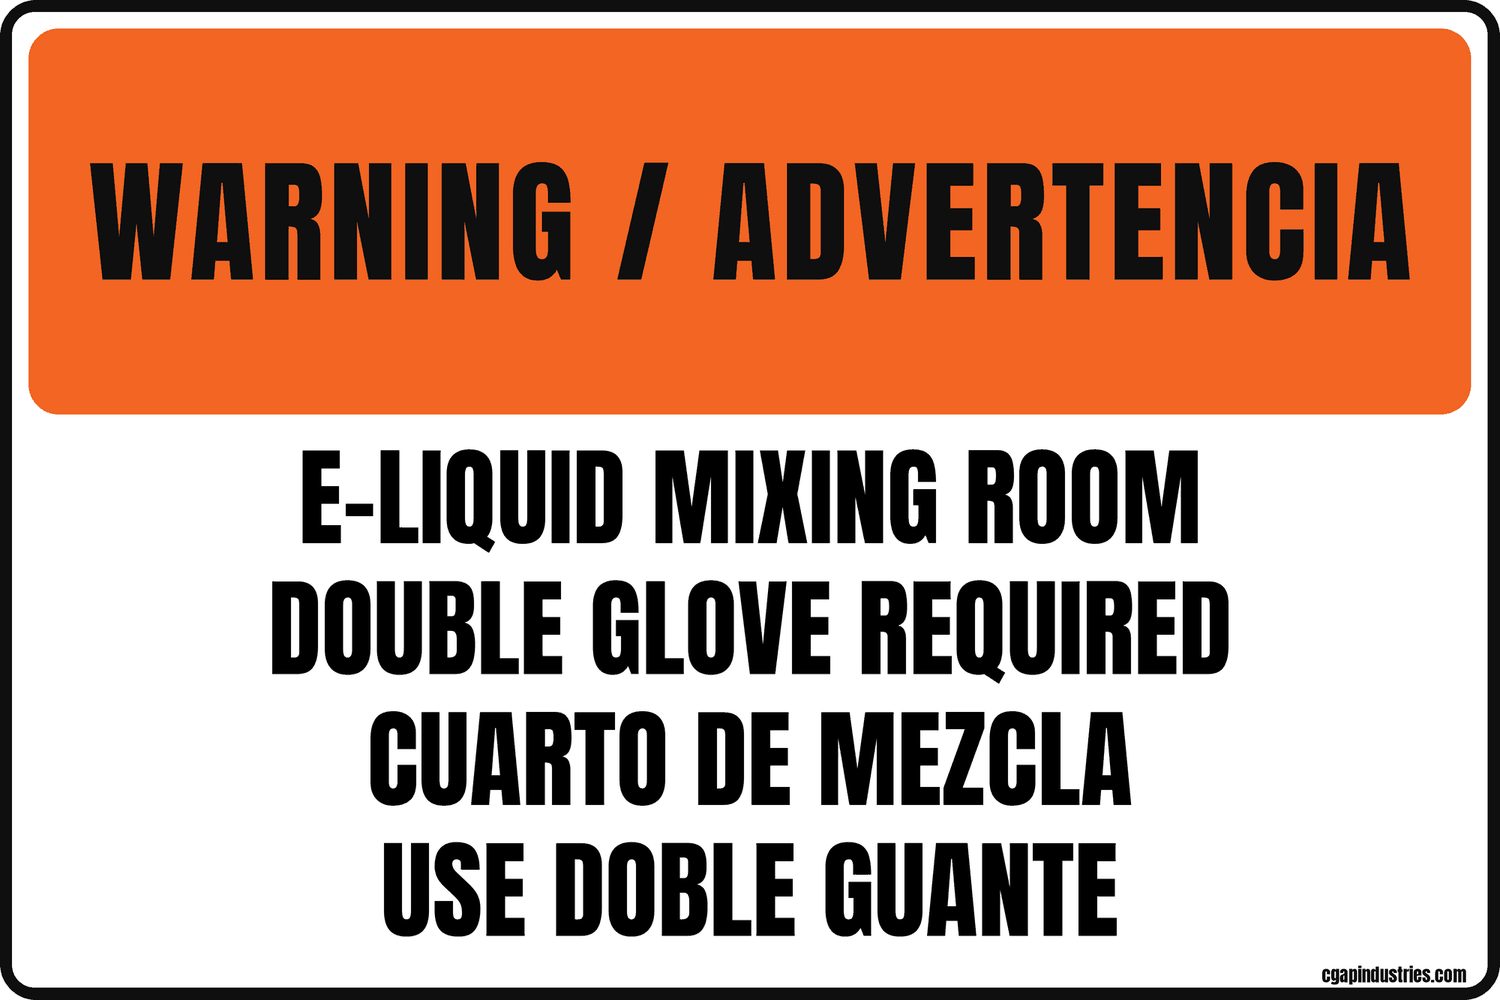 WARNING / ADVERTENCIA
E-LIQUID MIXING ROOM
DOUBLE GLOVE REQUIRED
CUARTO DE MEZCLA
USE DOBLE GUANTE
cgapindustries.com